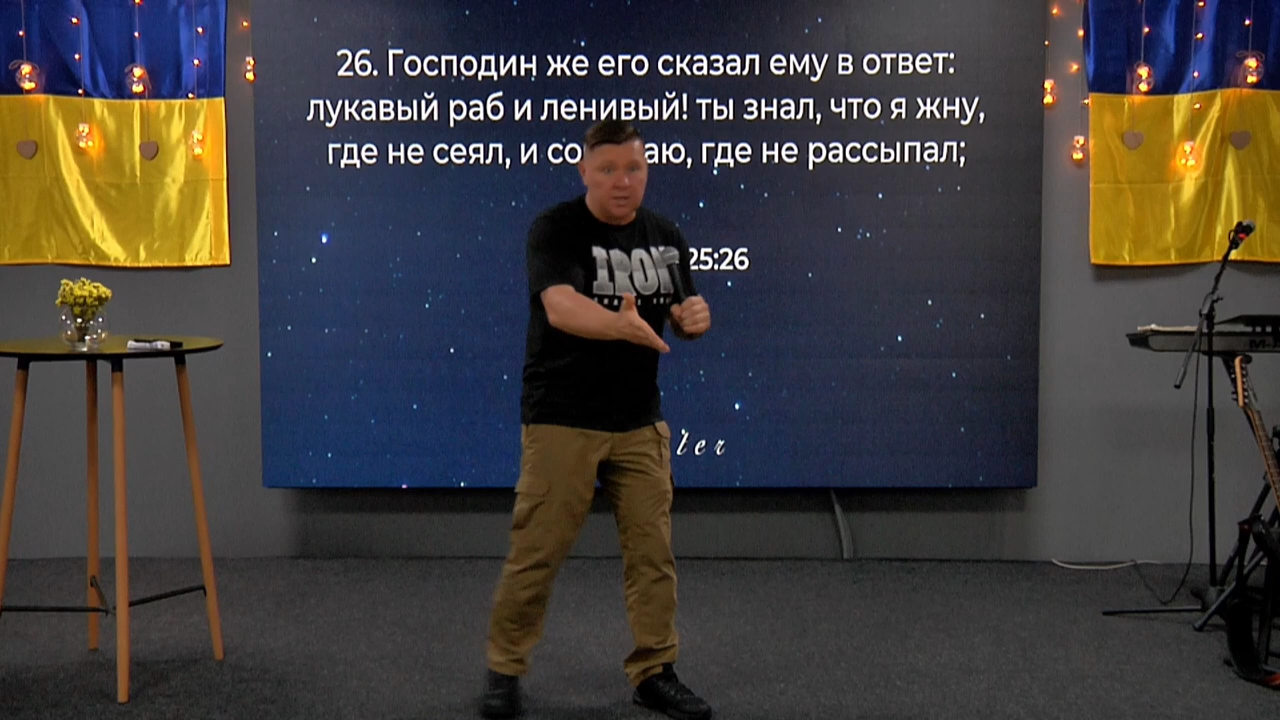 26. Господин же его сказал ему в ответ:
лукавый раб и ленивый! ты знал, что я жну,
где не сеял, и где не рассыпал;
25:26
IRON